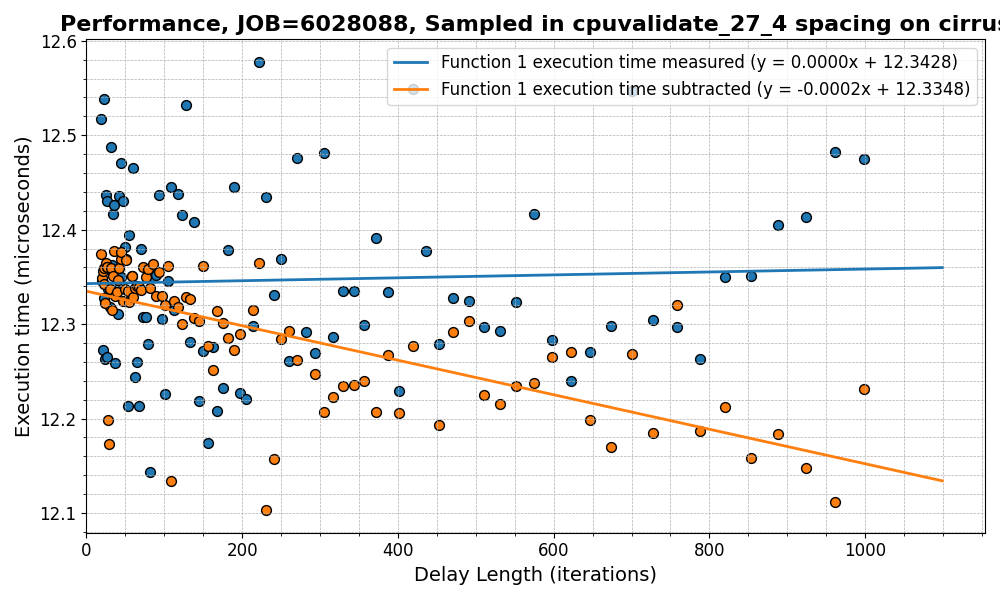 Performance, JOB=6028088, Sampled in cpuvalidate_27_4 spacing on cirrus
Function 1 execution time measured (y = 0.0000x + 12.3428)
Function 1 execution time subtracted (y = -0.0002x + 12.3348)
Execution time (microseconds)
12.6
12.5
12.4
12.3
12.2
12.1
0
200
400
600
800
1000
Delay Length (iterations)